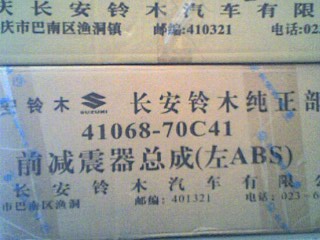 庆长安铃木汽车有限
庆市巴南区渔洞镇 邮编:410321 电话:023
安铃木 SUZUKI 长安铃木纯正部
41068-70C41
前减震器总成(左ABS)
长安铃木汽车有限公
市巴南区渔洞 邮编:401321 电话:023-6